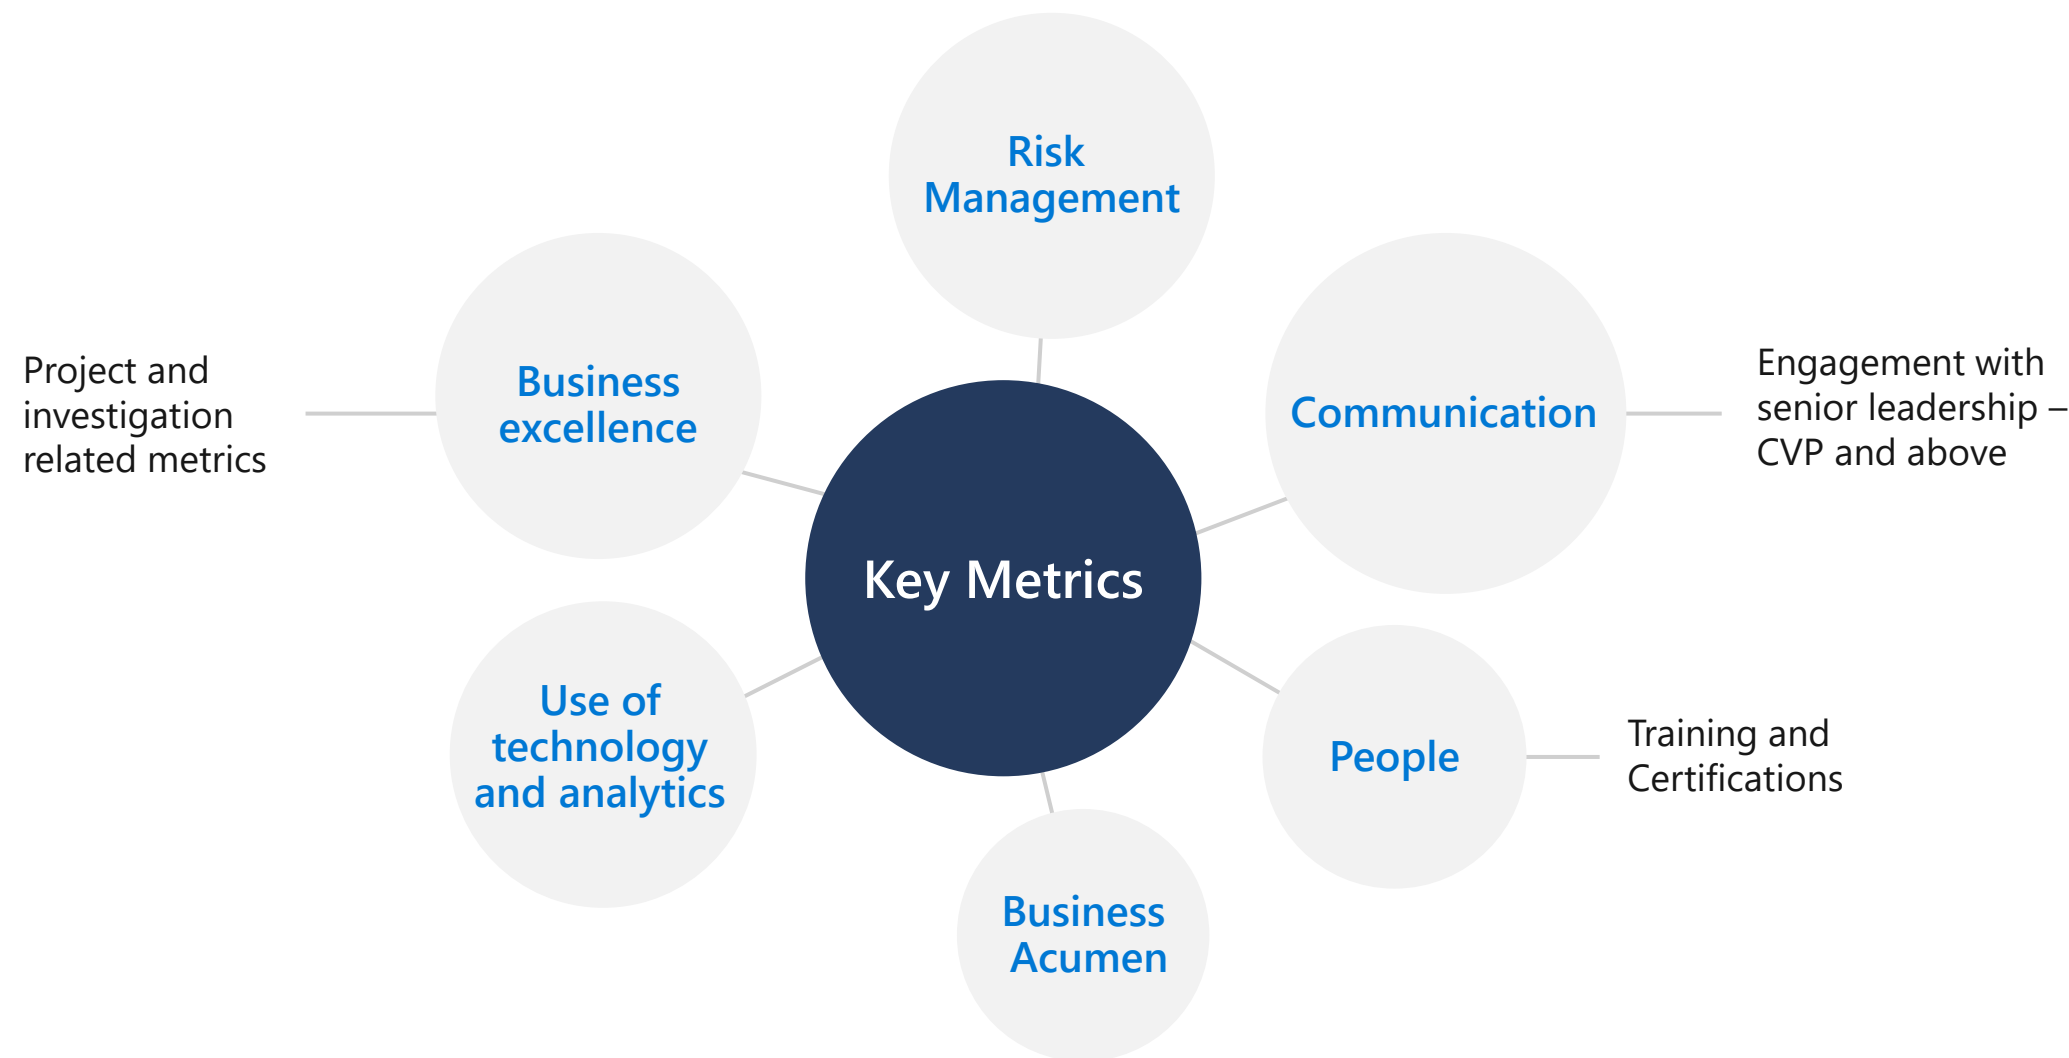 Risk
Management
Business
excellence
Project and
investigation
related metrics
Communication
Engagement with
senior leadership –
CVP and above
Key Metrics
Use of
technology
and analytics
People
Training and
Certifications
Business
Acumen